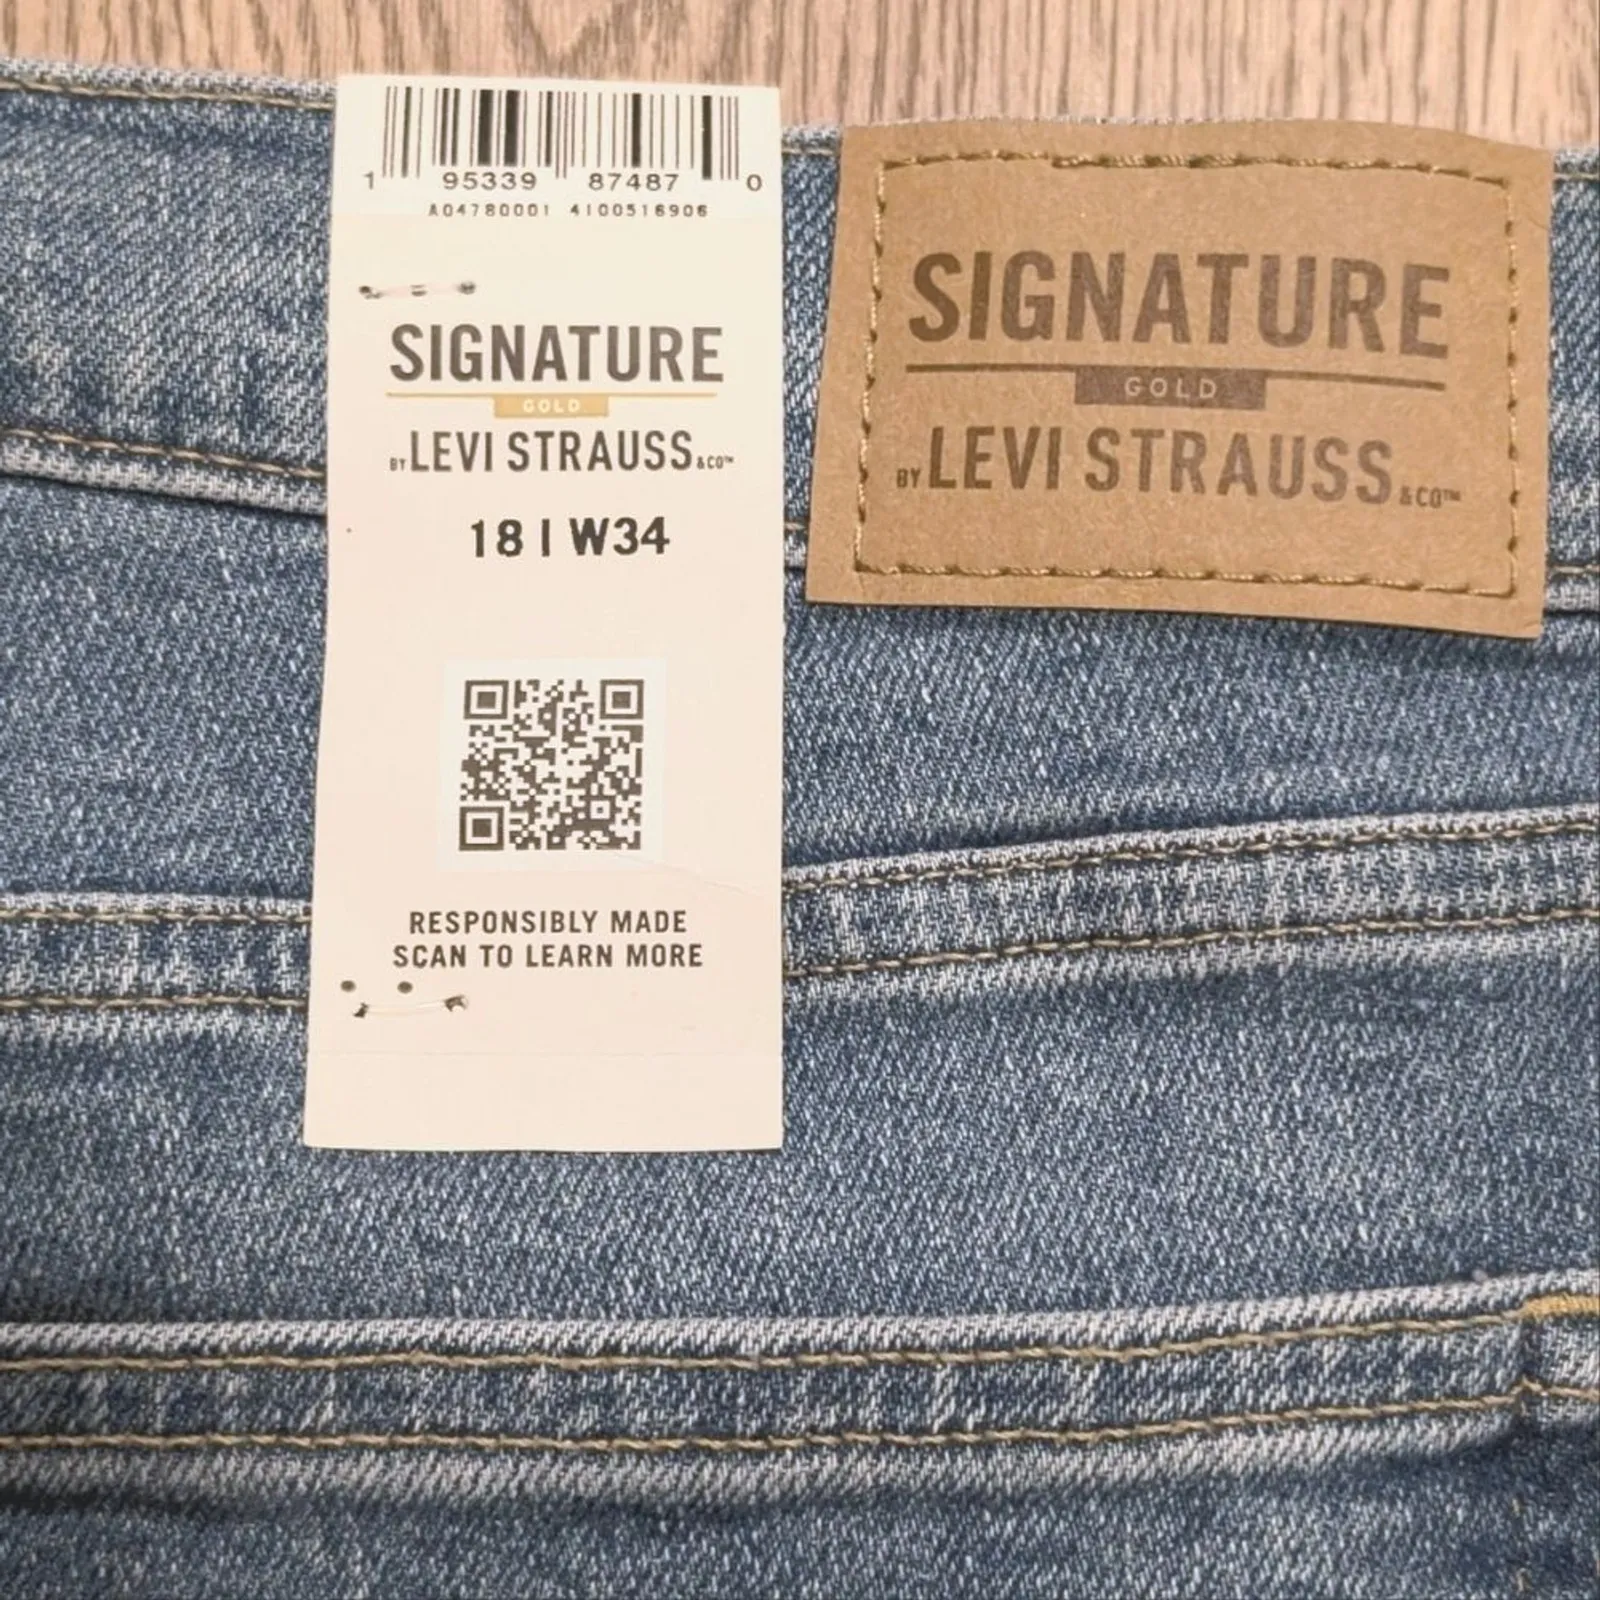 1 95339 87487 0
A04780001 4100516906
SIGNATURE
GOLD
BY LEVI STRAUSS & CO™
18 | W34
RESPONSIBLY MADE
SCAN TO LEARN MORE
SIGNATURE
GOLD
BY LEVI STRAUSS & CO™